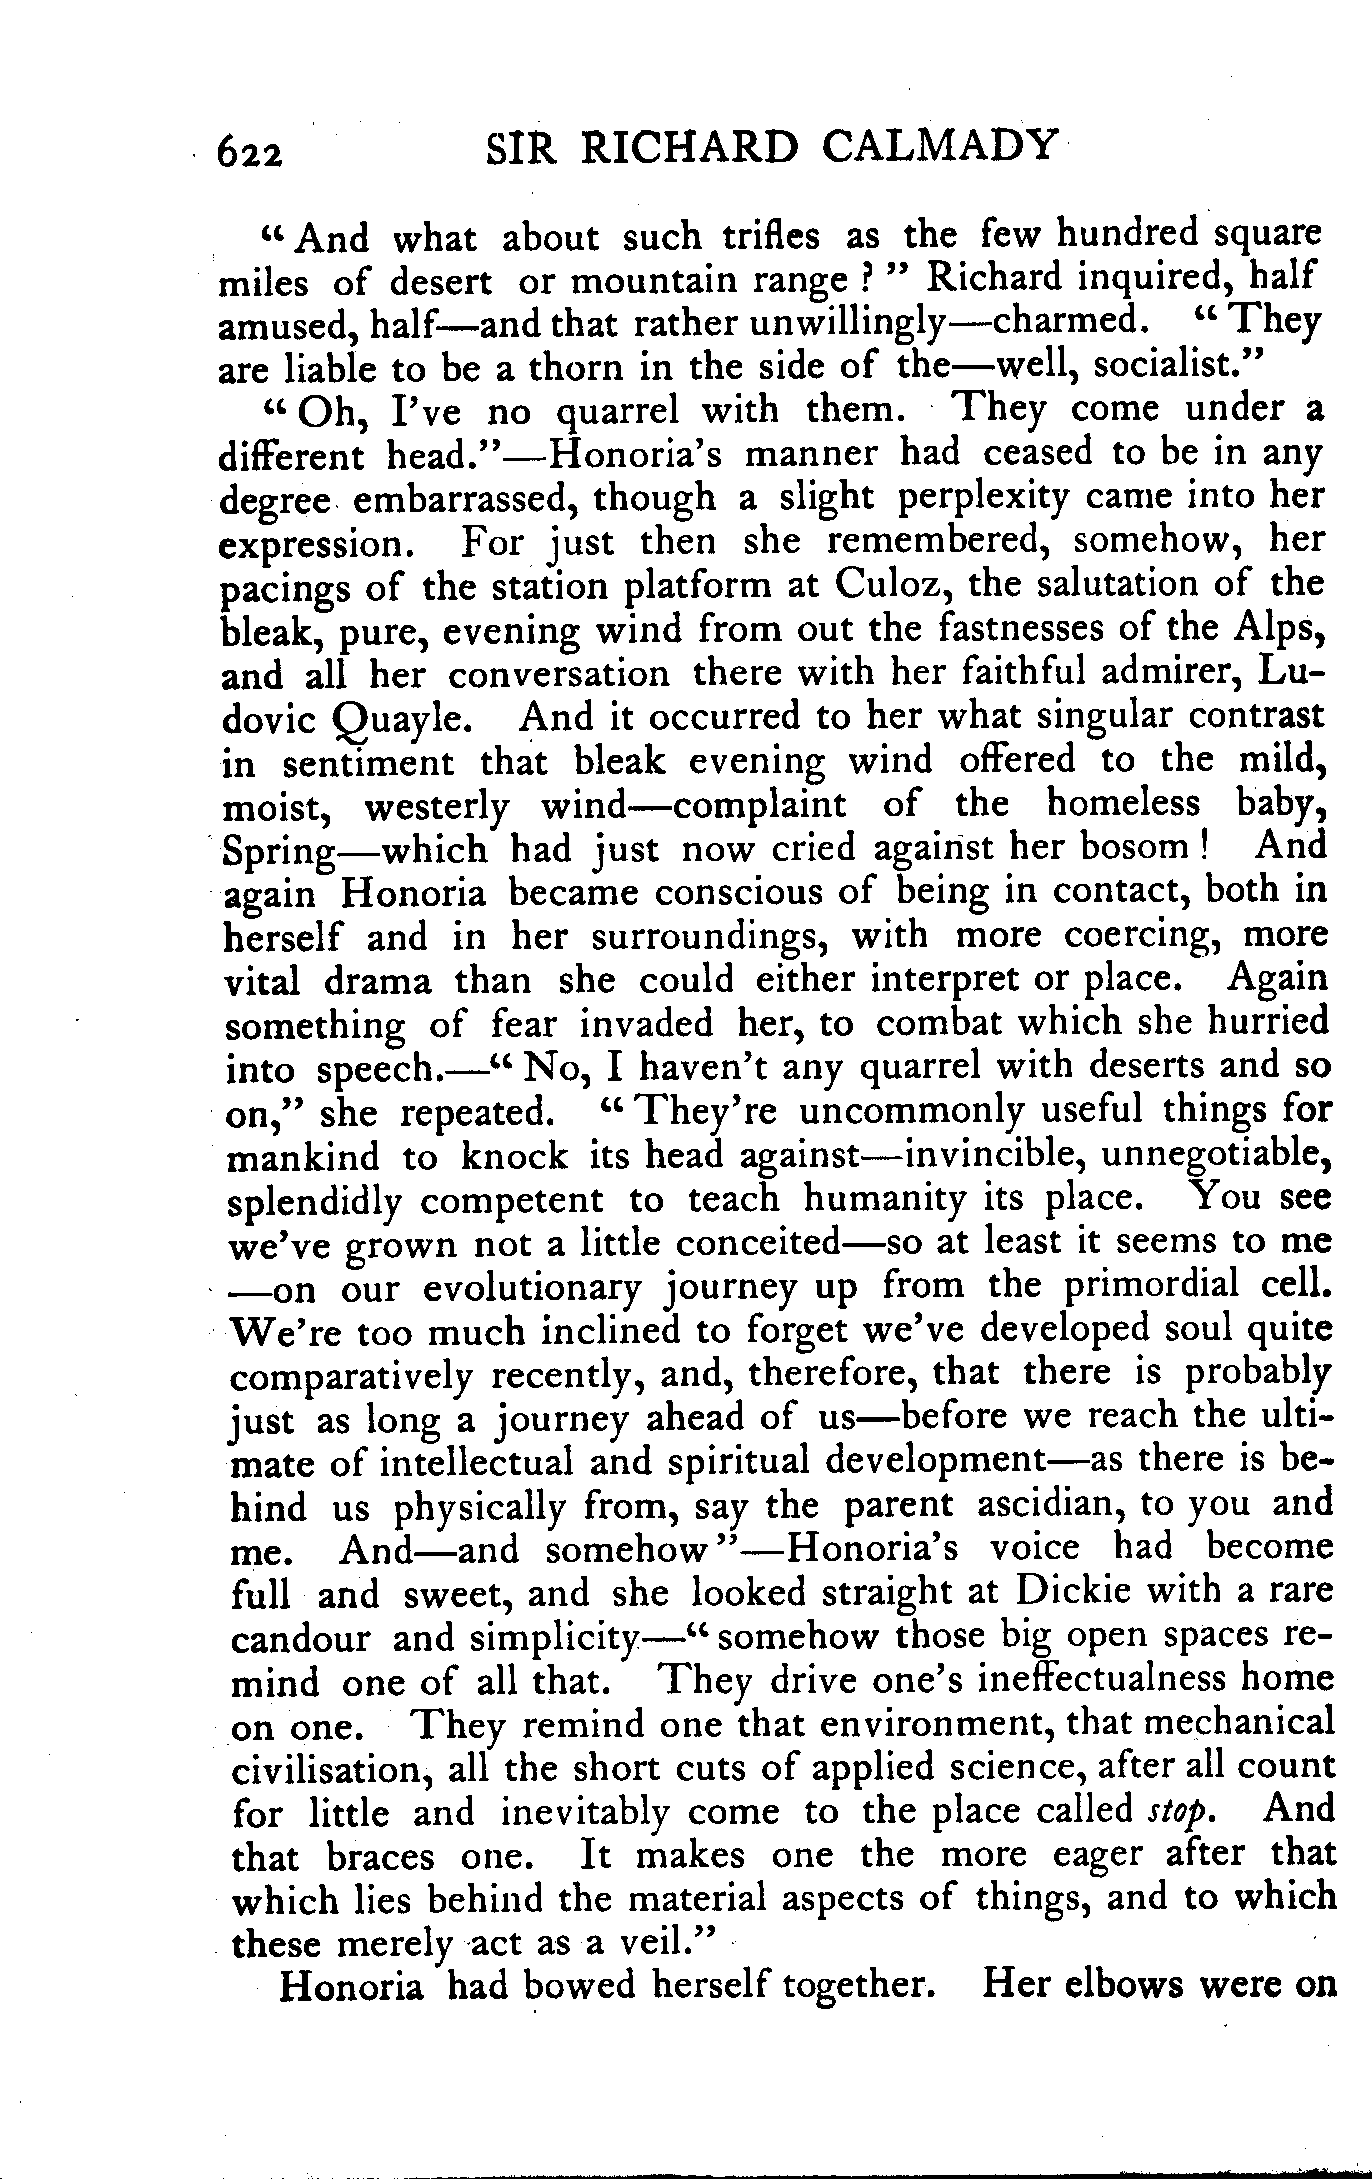 622 SIR RICHARD CALMADY
“And what about such trifles as the few hundred square
miles of desert or mountain range?” Richard inquired, half
amused, half—and that rather unwillingly—charmed. “They
are liable to be a thorn in the side of the—well, socialist.”
“Oh, I’ve no quarrel with them. They come under a
different head.”—Honoria’s manner had ceased to be in any
degree embarrassed, though a slight perplexity came into her
expression. For just then she remembered, somehow, her
pacings of the station platform at Culoz, the salutation of the
bleak, pure, evening wind from out the fastnesses of the Alps,
and all her conversation there with her faithful admirer, Lu-
dovic Quayle. And it occurred to her what singular contrast
in sentiment that bleak evening wind offered to the mild,
moist, westerly wind—complaint of the homeless baby,
Spring—which had just now cried against her bosom! And
again Honoria became conscious of being in contact, both in
herself and in her surroundings, with more coercing, more
vital drama than she could either interpret or place. Again
something of fear invaded her, to combat which she hurried
into speech.—“No, I haven’t any quarrel with deserts and so
on,” she repeated. “They’re uncommonly useful things for
mankind to knock its head against—invincible, unnegotiable,
splendidly competent to teach humanity its place. You see
we’ve grown not a little conceited—so at least it seems to me
—on our evolutionary journey up from the primordial cell.
We’re too much inclined to forget we’ve developed soul quite
comparatively recently, and, therefore, that there is probably
just as long a journey ahead of us—before we reach the ulti-
mate of intellectual and spiritual development—as there is be-
hind us physically from, say the parent ascidian, to you and
me. And—and somehow”—Honoria’s voice had become
full and sweet, and she looked straight at Dickie with a rare
candour and simplicity—“somehow those big open spaces re-
mind one of all that. They drive one’s ineffectualness home
on one. They remind one that environment, that mechanical
civilisation, all the short cuts of applied science, after all count
for little and inevitably come to the place called stop. And
that braces one. It makes one the more eager after that
which lies behind the material aspects of things, and to which
these merely act as a veil.”
Honoria had bowed herself together. Her elbows were on